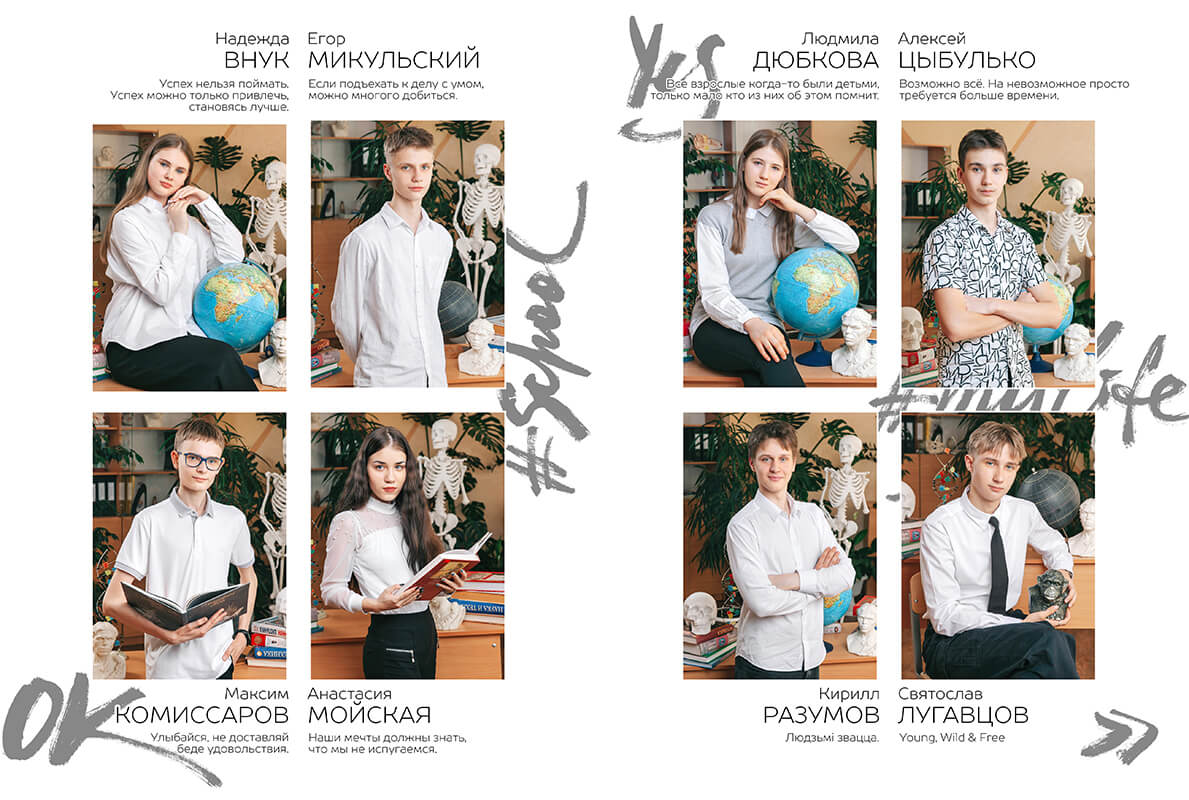 Надежда
ВНУК
Успех нельзя поймать.
Успех можно только привлечь,
становясь лучше.
Егор
МИКУЛЬСКИЙ
Если подъехать к делу с умом,
можно многого добиться.
#School
Максим
КОМИССАРОВ
Улыбайся, не доставляй
беде удовольствия.
Анастасия
МОЙСКАЯ
Наши мечты должны знать,
что мы не испугаемся.
OK
Yes
Людмила
ДЮБКОВА
Все взрослые когда-то были детьми,
только мало кто из них об этом помнит.
Алексей
ЦЫБУЛЬКО
Возможно всё. На невозможное просто
требуется больше времени.
#my life
Кирилл
РАЗУМОВ
Людзьмі звацца.
Святослав
ЛУГАВЦОВ
Young, Wild & Free